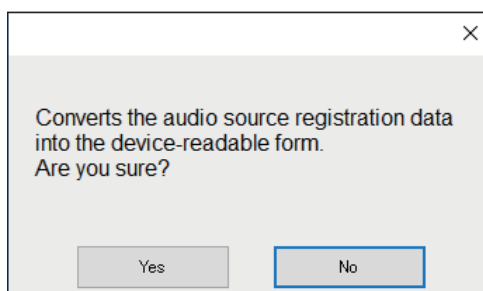 Converts the audio source registration data
into the device-readable form.
Are you sure?
Yes
No